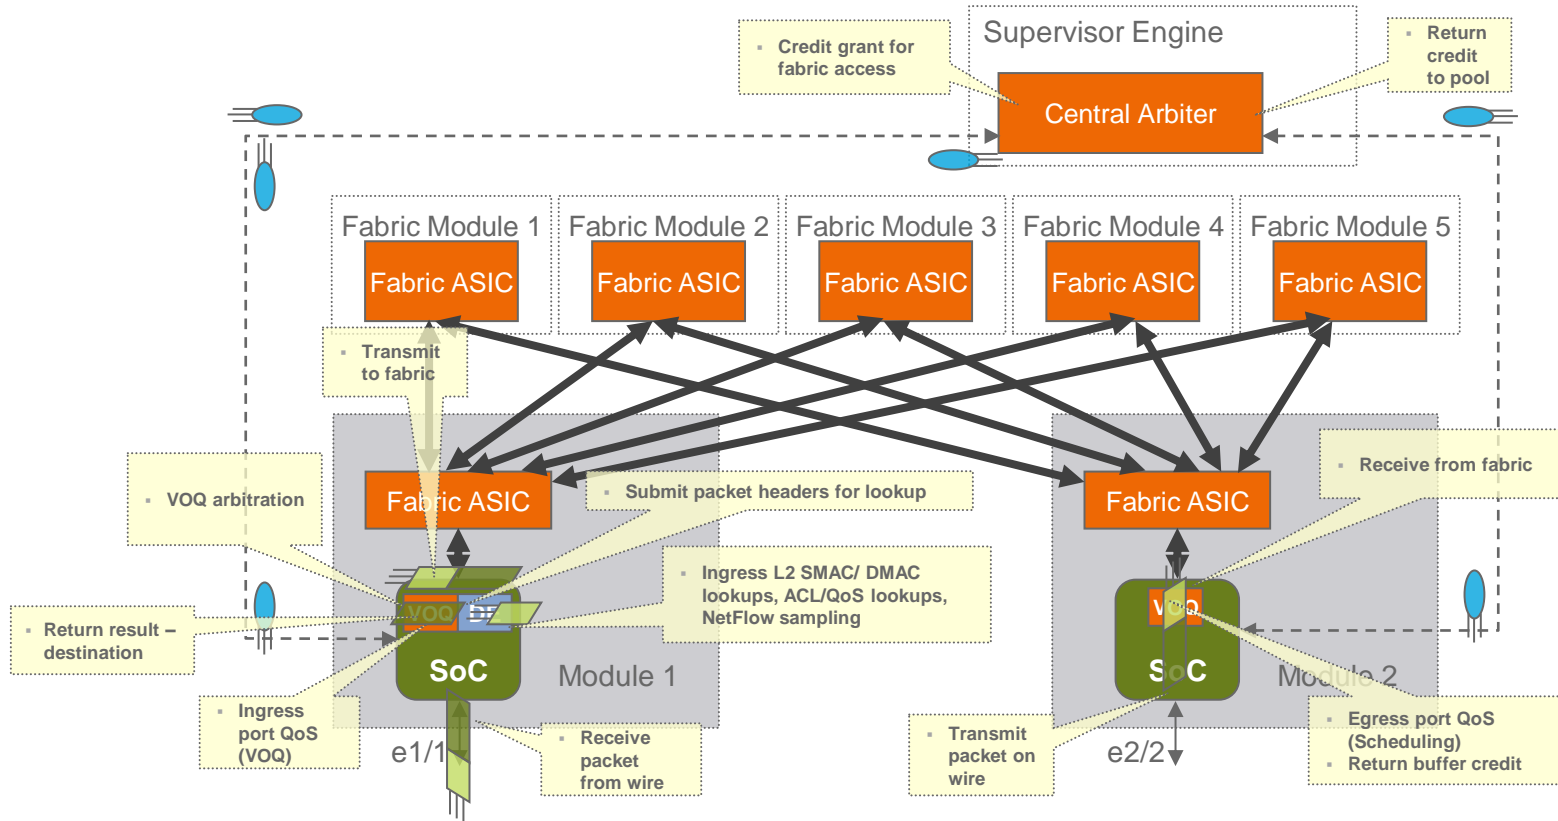 Supervisor Engine
▪ Credit grant for
fabric access
▪ Return
credit
to pool
Central Arbiter
Fabric Module 1
Fabric Module 2
Fabric Module 3
Fabric Module 4
Fabric Module 5
Fabric ASIC
Fabric ASIC
Fabric ASIC
Fabric ASIC
Fabric ASIC
▪ Transmit
to fabric
▪ VOQ arbitration
Fabric ASIC
▪ Submit packet headers for lookup
Fabric ASIC
▪ Receive from fabric
▪ Ingress L2 SMAC/ DMAC
lookups, ACL/QoS lookups,
NetFlow sampling
▪ Return result –
destination
VOQ
DE
SoC
Module 1
VOQ
SoC
Module 2
▪ Ingress
port QoS
(VOQ)
e1/1
▪ Receive
packet
from wire
▪ Transmit
packet on
wire
e2/2
▪ Egress port QoS
(Scheduling)
▪ Return buffer credit